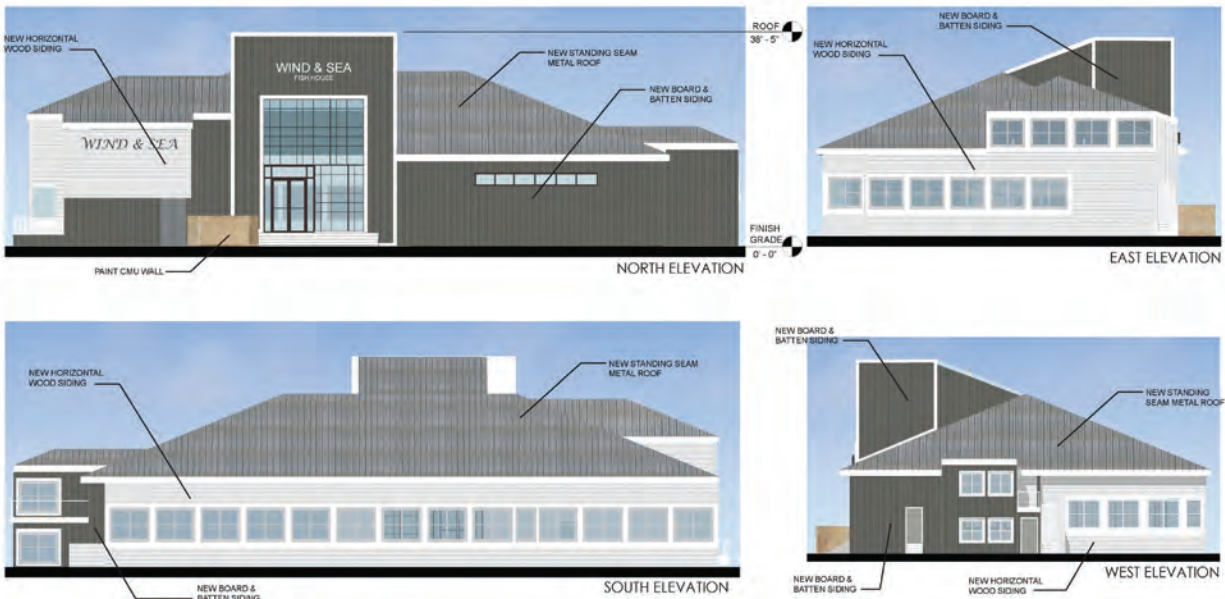 NEW HORIZONTAL
WOOD SIDING
WIND & SEA
WIND & SEA
FISH HOUSE
NEW STANDING SEAM
METAL ROOF
NEW BOARD &
BATTEN SIDING
PAINT CMU WALL
NORTH ELEVATION
ROOF
38' - 5"
FINISH
GRADE
0' - 0"
NEW BOARD &
BATTEN SIDING
NEW HORIZONTAL
WOOD SIDING
EAST ELEVATION
NEW HORIZONTAL
WOOD SIDING
NEW STANDING SEAM
METAL ROOF
NEW BOARD &
BATTEN SIDING
SOUTH ELEVATION
NEW BOARD &
BATTEN SIDING
NEW STANDING
SEAM METAL ROOF
NEW BOARD &
BATTEN SIDING
NEW HORIZONTAL
WOOD SIDING
WEST ELEVATION